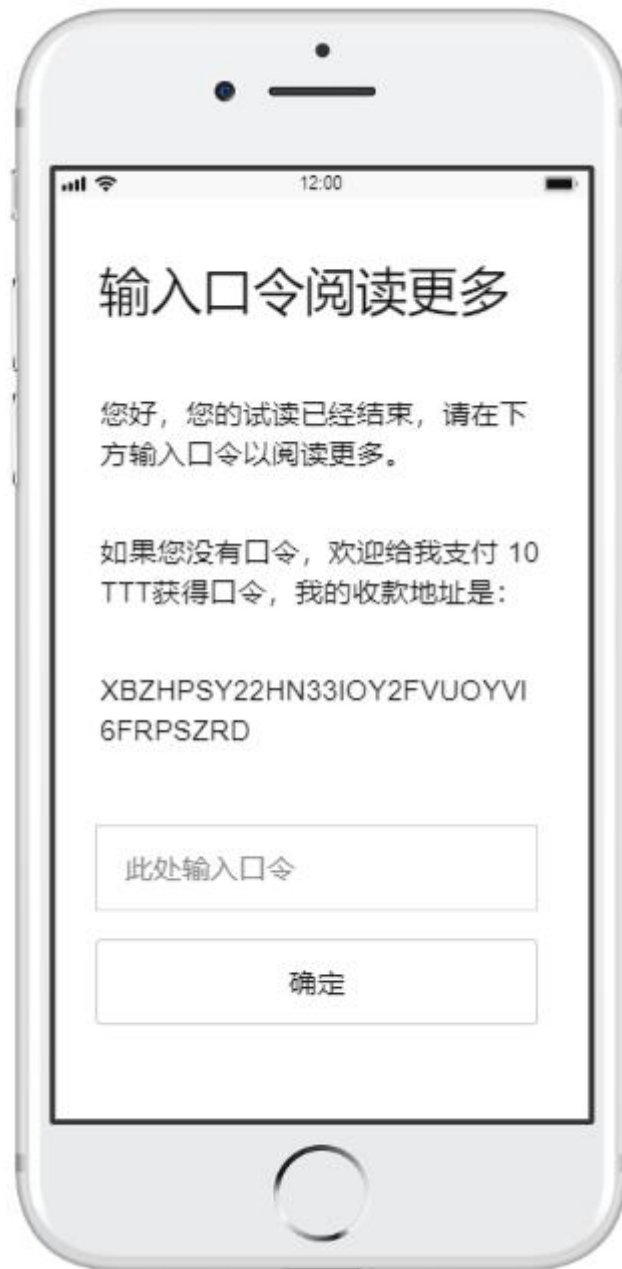 12:00
输入口令阅读更多
您好，您的试读已经结束，请在下
方输入口令以阅读更多。
如果您没有口令，欢迎给我支付 10
TTT获得口令，我的收款地址是：
XBZHPSY22HN33IOY2FVUOYVI
6FRPSZRD
此处输入口令
确定